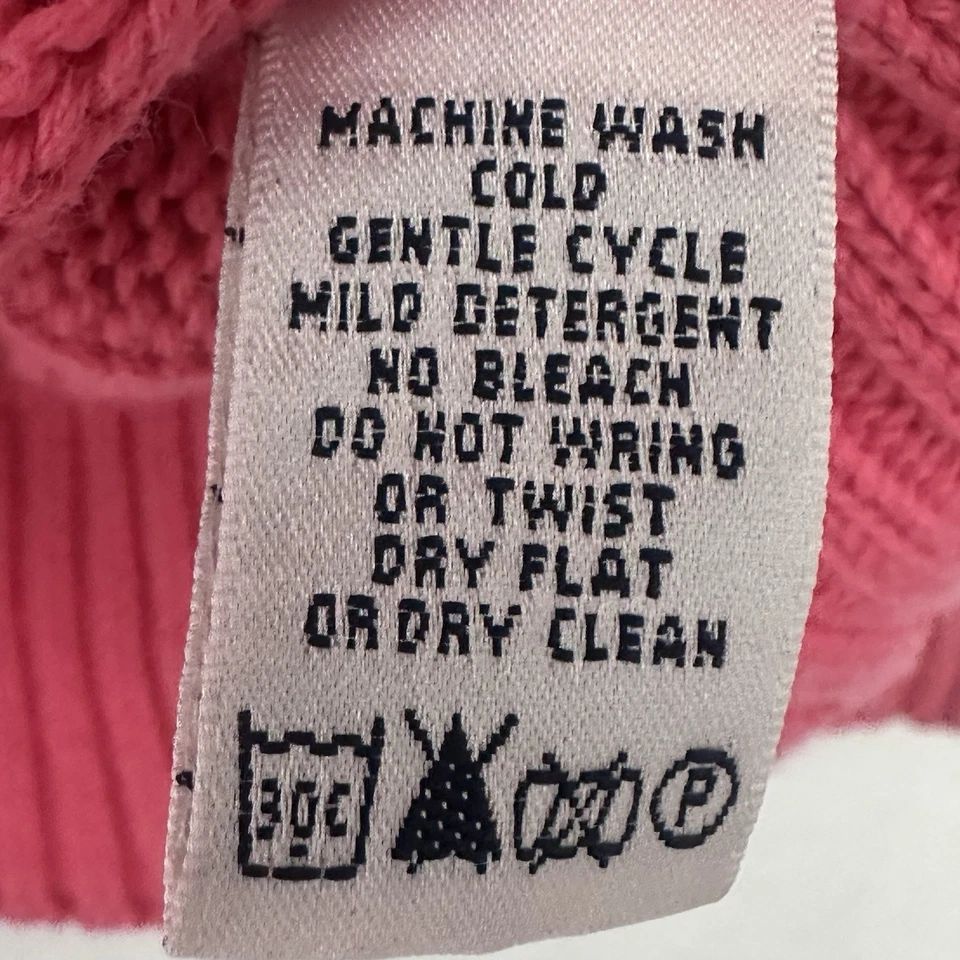 MACHINE WASH
COLD
GENTLE CYCLE
MILD DETERGENT
NO BLEACH
DO NOT WRING
OR TWIST
DRY FLAT
OR DRY CLEAN
30C P